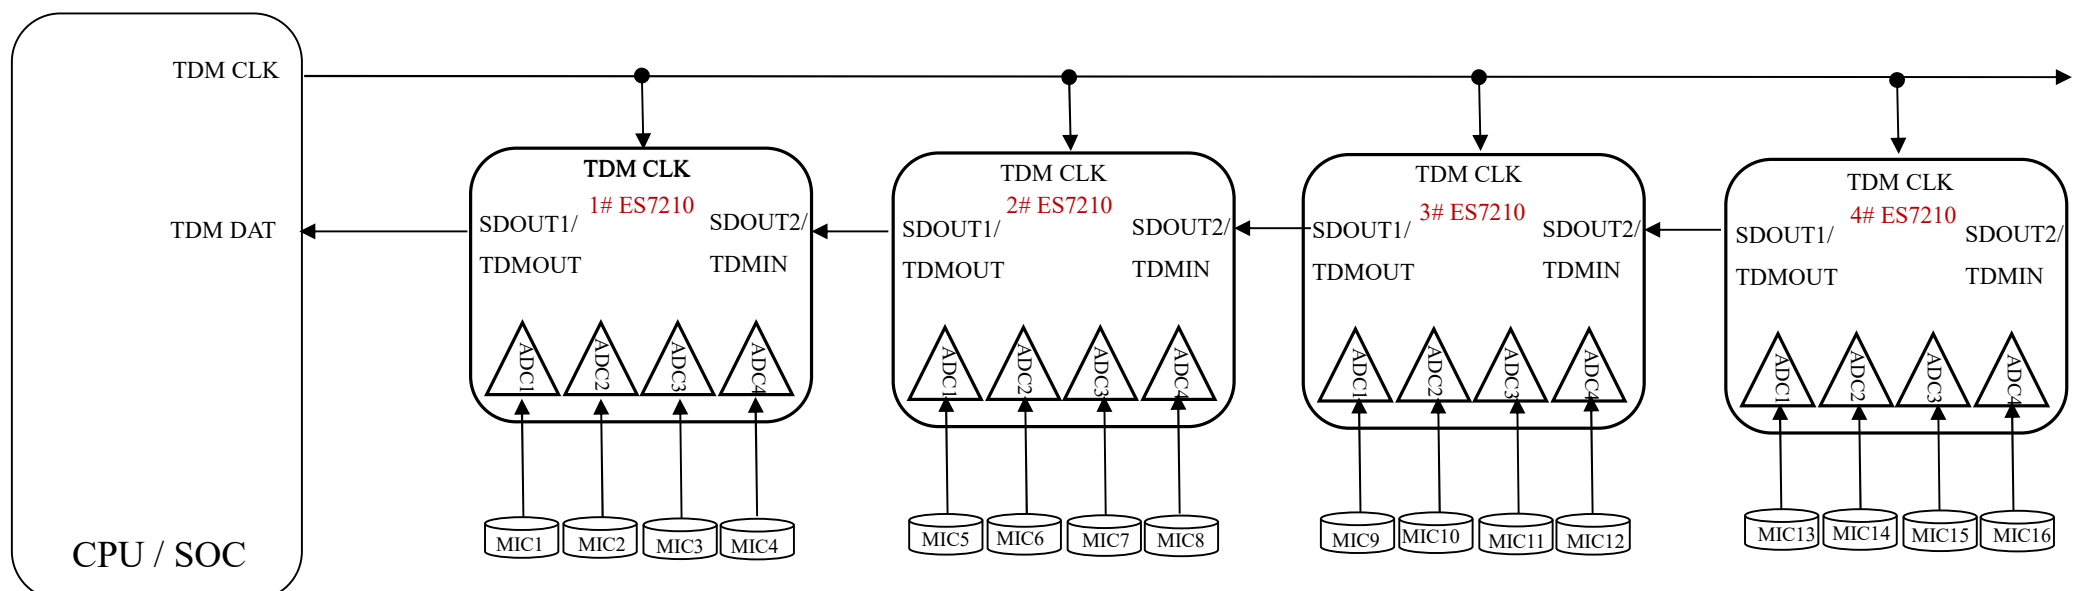 TDM CLK
TDM DAT
CPU / SOC
TDM CLK
1# ES7210
SDOUT1/
TDMOUT
SDOUT2/
TDMIN
ADC1
ADC2
ADC3
ADC4
MIC1
MIC2
MIC3
MIC4
TDM CLK
2# ES7210
SDOUT1/
TDMOUT
SDOUT2/
TDMIN
ADC1
ADC2
ADC3
ADC4
MIC5
MIC6
MIC7
MIC8
TDM CLK
3# ES7210
SDOUT1/
TDMOUT
SDOUT2/
TDMIN
ADC1
ADC2
ADC3
ADC4
MIC9
MIC10
MIC11
MIC12
TDM CLK
4# ES7210
SDOUT1/
TDMOUT
SDOUT2/
TDMIN
ADC1
ADC2
ADC3
ADC4
MIC13
MIC14
MIC15
MIC16